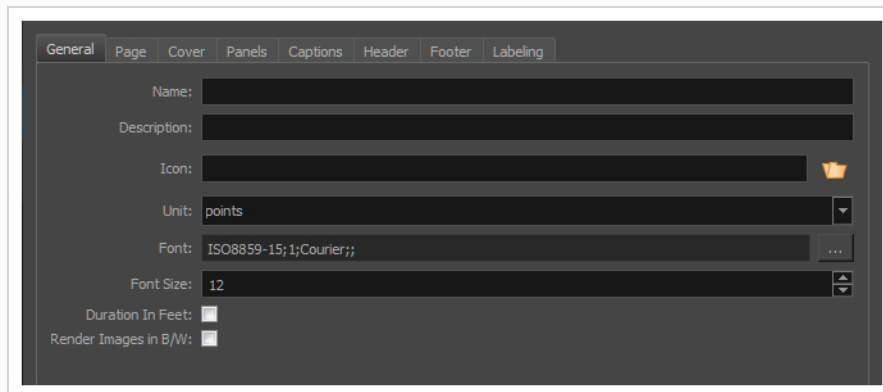 General Page Cover Panels Captions Header Footer Labeling
Name:
Description:
Icon:
Unit: points
Font: ISO8859-15;1;Courier;; ...
Font Size: 12
Duration In Feet:
Render Images in B/W: